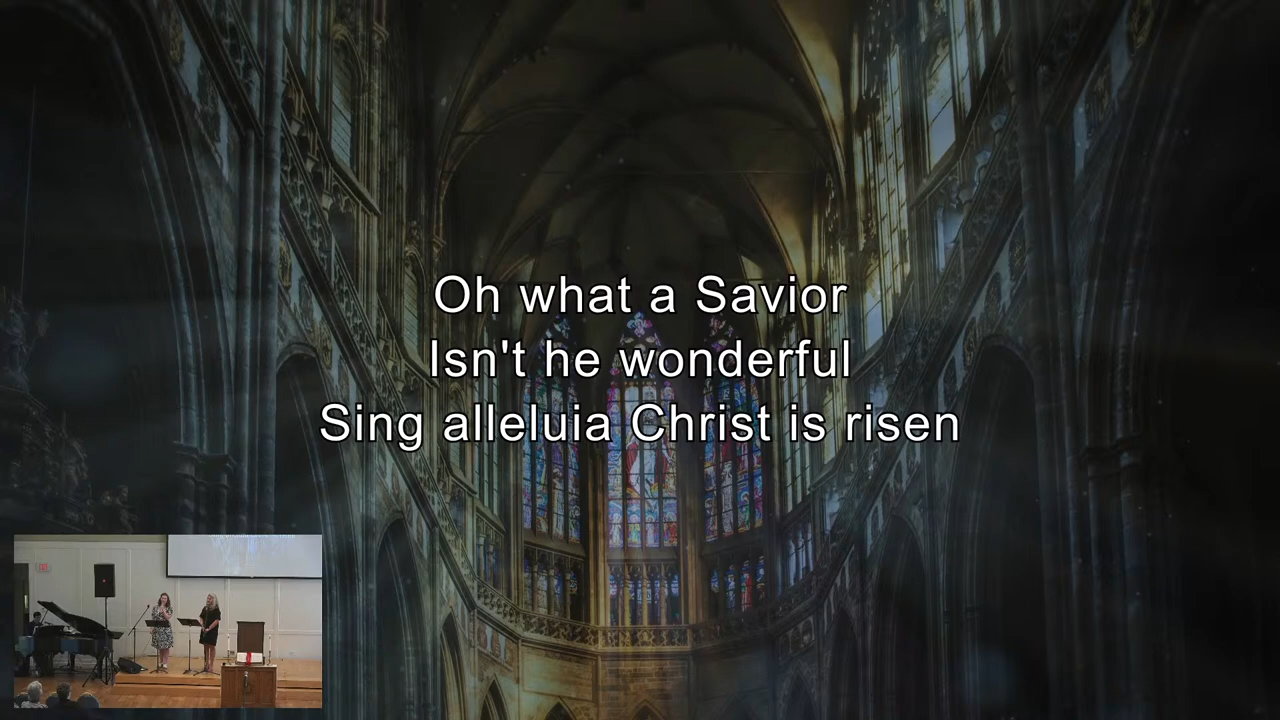 Oh what a Savior
Isn't he wonderful
Sing alleluia Christ is risen